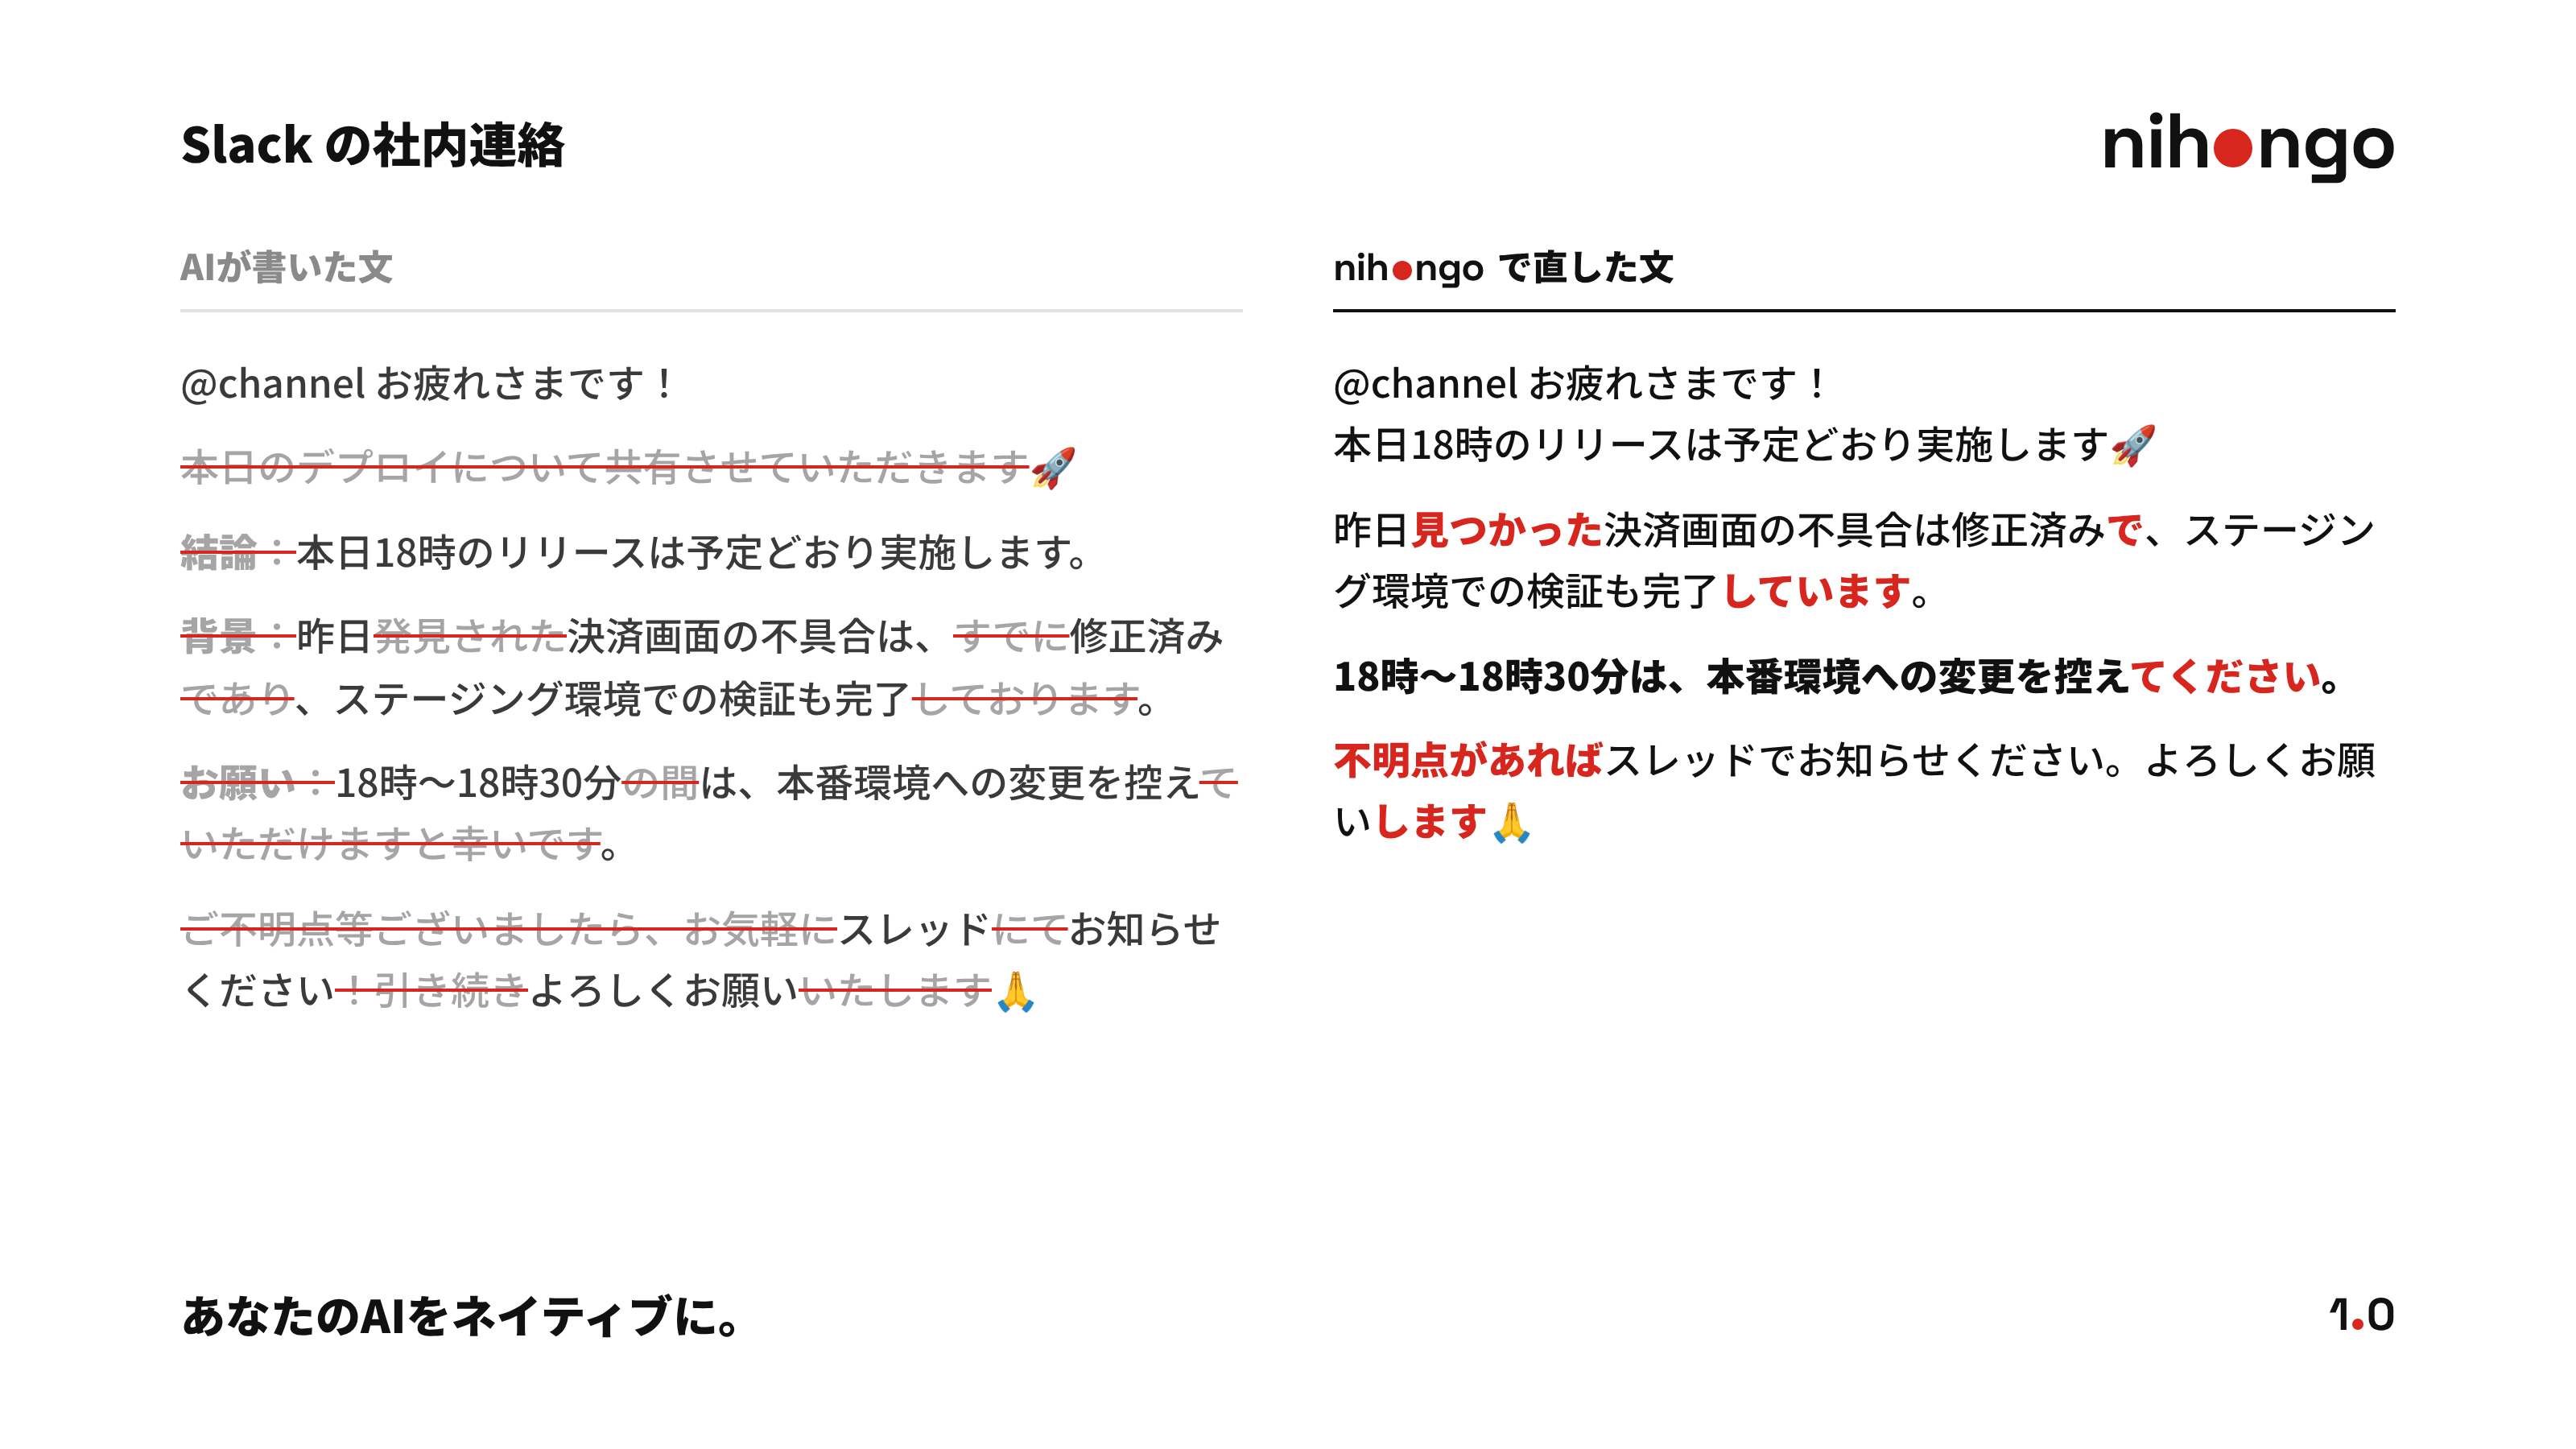 Slack の社内連絡
nihongo
AIが書いた文
@channel お疲れさまです！
本日のデプロイについて共有させていただきます🚀
結論：本日18時のリリースは予定どおり実施します。
背景：昨日発見された決済画面の不具合は、すでに修正済み
であり、ステージング環境での検証も完了しております。
お願い：18時〜18時30分の間は、本番環境への変更を控えて
いただけますと幸いです。
ご不明点等ございましたら、お気軽にスレッドにてお知らせ
ください！引き続きよろしくお願いいたします🙏
nihongo で直した文
@channel お疲れさまです！
本日18時のリリースは予定どおり実施します🚀
昨日見つかった決済画面の不具合は修正済みで、ステージン
グ環境での検証も完了しています。
18時〜18時30分は、本番環境への変更を控えてください。
不明点があればスレッドでお知らせください。よろしくお願
いします🙏
あなたのAIをネイティブに。
1.0